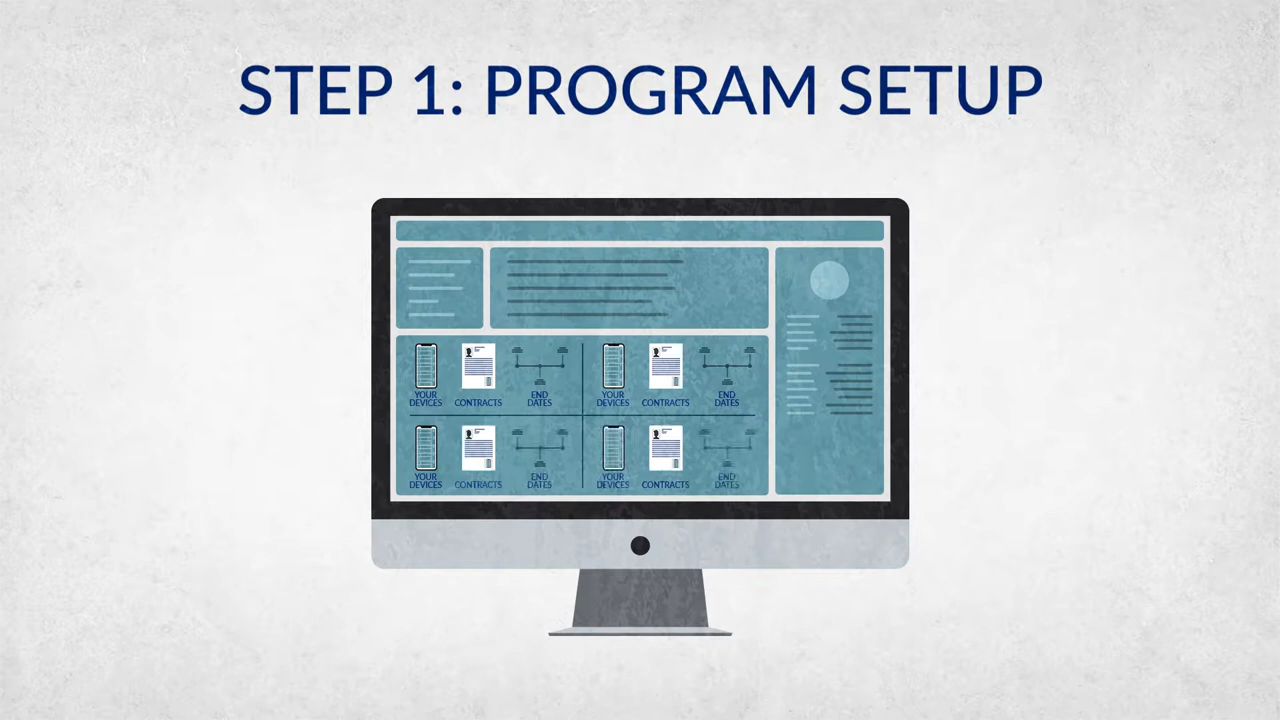 STEP 1: PROGRAM SETUP
YOUR
DEVICES
CONTRACTS
END
DATES
YOUR
DEVICES
CONTRACTS
END
DATES
YOUR
DEVICES
CONTRACTS
END
DATES
YOUR
DEVICES
CONTRACTS
END
DATES